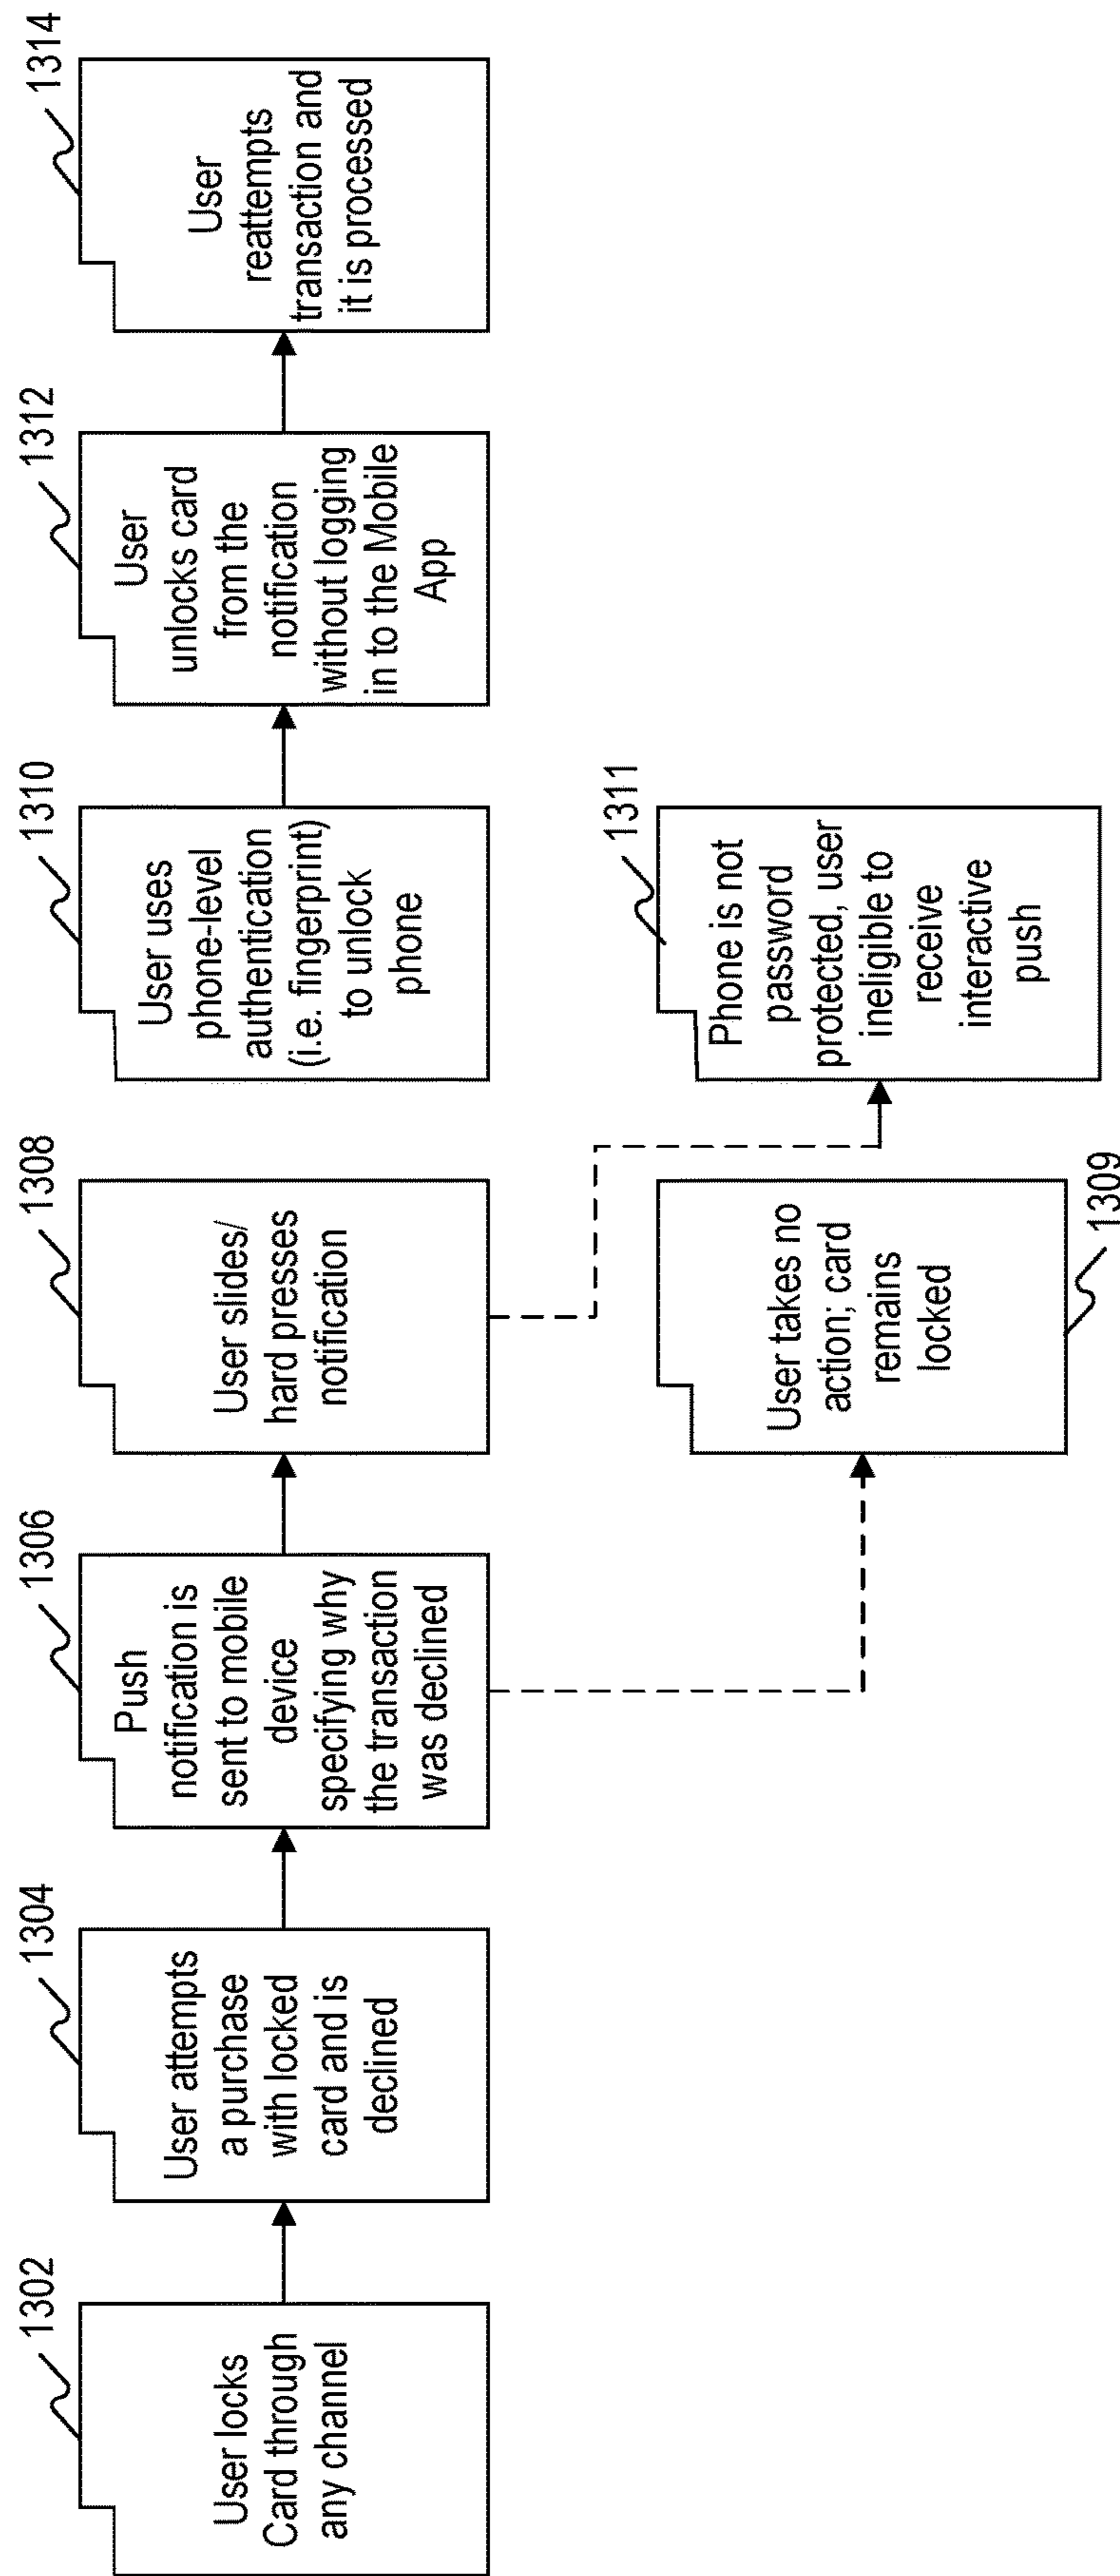 1302
User locks
Card through
any channel
1304
User attempts
a purchase
with locked
card and is
declined
1306
Push
notification is
sent to mobile
device
specifying why
the transaction
was declined
1308
User slides/
hard presses
notification
1310
User uses
phone-level
authentication
(i.e. fingerprint)
to unlock
phone
1312
User
unlocks card
from the
notification
without logging
in to the Mobile
App
1314
User
reattempts
transaction and
it is processed
User takes no
action; card
remains
locked
1309
1311
Phone is not
password
protected, user
ineligible to
receive
interactive
push